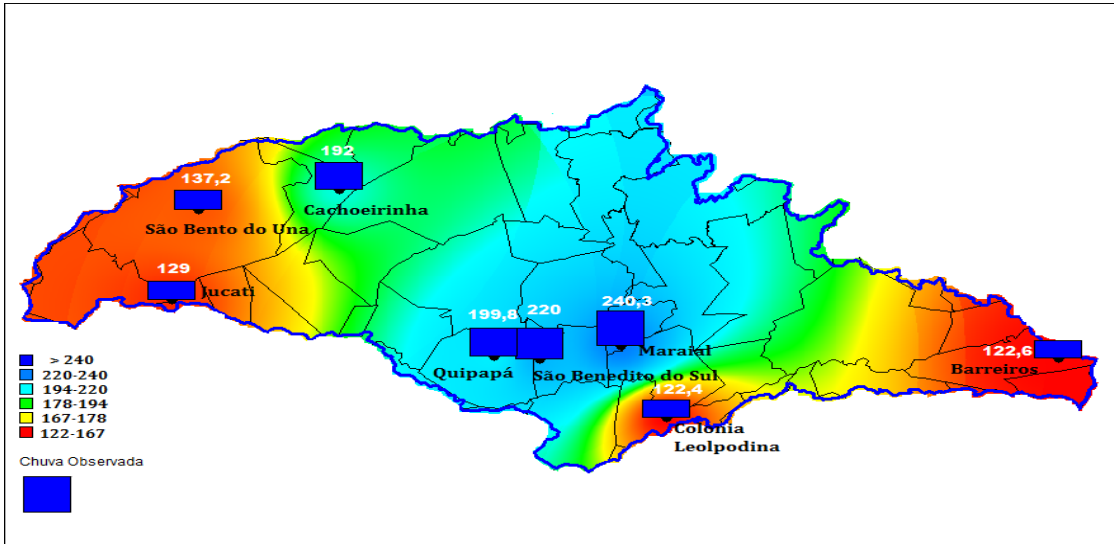 192
137,2
Cachoeirinha
São Bento do Una
129
Jucati
240,3
199,8
220
Maraial
122,6
Quipapá
São Benedito do Sul
Barreiros
122,4
Colônia
Leolpodina
> 240
220-240
194-220
178-194
167-178
122-167
Chuva Observada